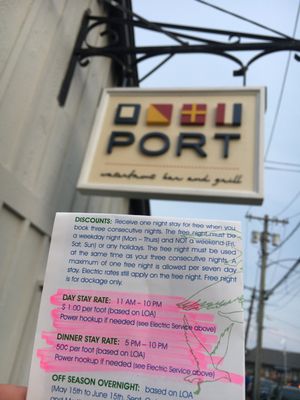 PORT
waterfront bar and grill
DISCOUNTS: Receive one night stay for free when you
book three consecutive nights. The free night must be
a weekday night (Mon – Thus) and NOT a weekend (Fri,
Sat, Sun) or any holidays. The free night must be used
at the same time as your three consecutive nights. A
maximum of one free night is allowed per seven day
stay. Electric rates still apply on the free night. Free night
is for dockage only.
DAY STAY RATE: 11 AM – 10 PM
$ 1.00 per foot (based on LOA)
Power hookup if needed (see Electric Service above)
DINNER STAY RATE: 5 PM – 10 PM
50¢ per foot (based on LOA)
Power hookup if needed (see Electric Service above)
OFF SEASON OVERNIGHT: based on LOA
(May 15th to June 15th,